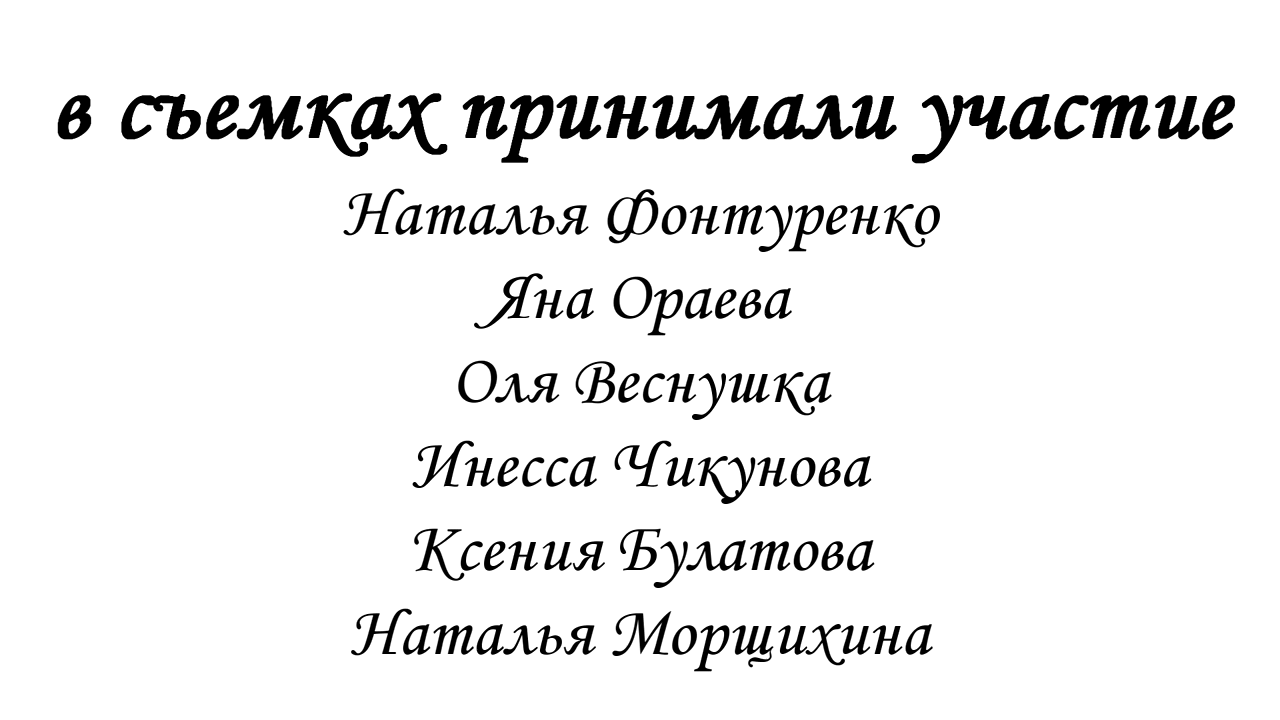 в съемках принимали участие
Наталья Фонтуренко
Яна Ораева
Оля Веснушка
Инесса Чикунова
Ксения Булатова
Наталья Морщихина